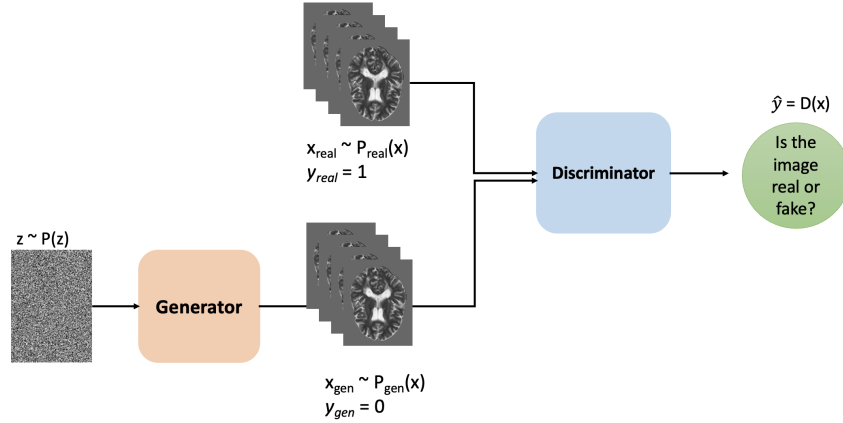 x_real ~ P_real(x)
y_real = 1
z ~ P(z)
Generator
x_gen ~ P_gen(x)
y_gen = 0
Discriminator
ŷ = D(x)
Is the
image
real or
fake?